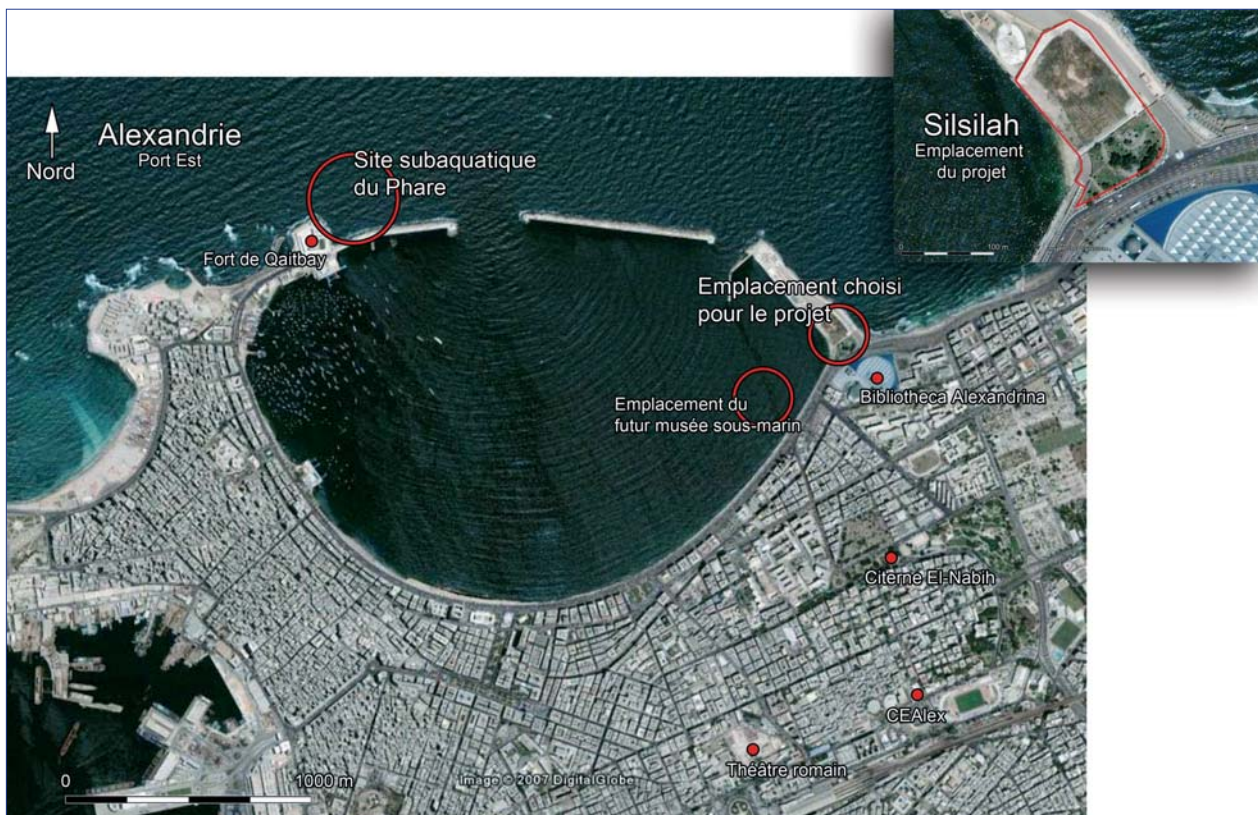 Nord
Alexandrie
Port Est
Site subaquatique
du Phare
Fort de Qaitbay
Silsilah
Emplacement
du projet
0
100 m
Emplacement choisi
pour le projet
Bibliotheca Alexandrina
Emplacement du
futur musée sous-marin
Citerne El-Nabih
CEAlex
Théâtre romain
0
1000 m
Image © 2007 DigitalGlobe